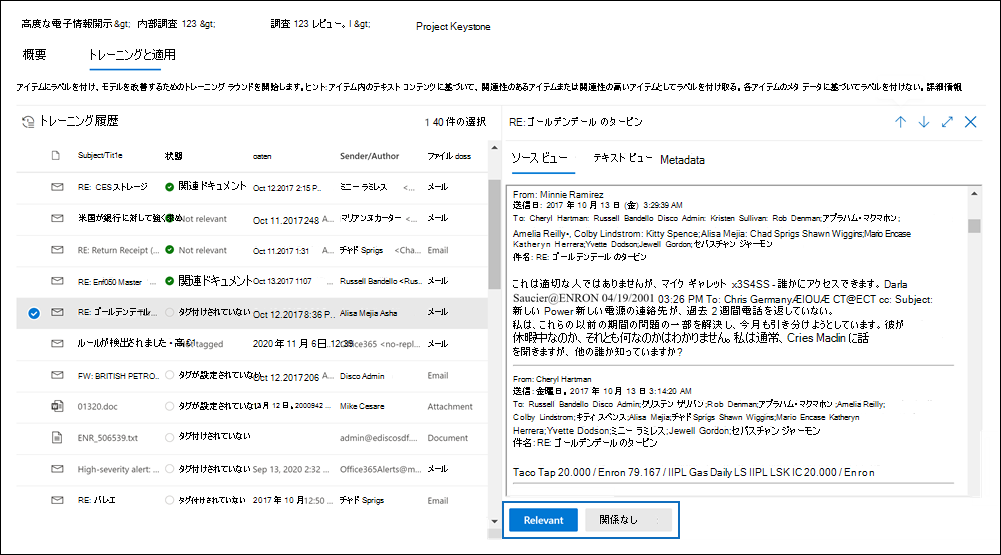 高度な電子情報開示 &gt; 内部調査 123 &gt; 調査 123 レビュー。I &gt; Project Keystone
概要 トレーニングと適用
アイテムにラベルを付け、モデルを改善するためのトレーニング ラウンドを開始します。ヒント:アイテム内のテキスト コンテンツに基づいて、関連性のあるアイテムまたは関連性の高いアイテムとしてラベルを付け取る。各アイテムのメタ データに基づいてラベルを付けない。詳細情報
トレーニング履歴 1 40 件の選択
Subject/Tit1e 状態 oaten Sender/Author ファイル doss
RE: CES ストレージ 関連ドキュメント Oct 12.2017 2:15 P... ミニー ラミレス <... メール
米国が銀行に対して強く Not relevant Oct 11.2017 248 A... マリアンヌカーター <... メール
RE: Return Receipt (... Not relevant Oct 11.2017 1:31 A... チャド Sprigs <Cha... Email
RE: Enf050 Master ... 関連ドキュメント Oct 13.2017 1107 Russell Bandello <Rus... メール
RE: ゴールデンデール... タグ付けされていない Oct 12.2017 8:36 P... Alisa Mejia Asha メール
ルールが検出されました - 高 tagged 2020 年 11 月 6日. 12:39 Office365 <no-repl... メール
FW: BRITISH PETRO... タグが設定されていない Oct 12.2017 206 A... Disco Admin Email
01320.doc タグが設定されていない 月 12 日。2000942 Mike Cesare Attachment
ENR_506539.txt タグ付けされていない admin@ediscosdf... Document
High-severity alert: ... タグ付けされていない Sep 13, 2020 2:32 ... Office365Alerts@m... メール
RE: バレエ タグ付けされていない 2017 年 10 月 12:50 ... チャド Sprigs Email
RE:ゴールデンデール のタービン
ソース ビュー テキスト ビュー Metadata
From: Minnie Ramirez
送信日: 2017 年 10 月 13 日 (金) 3:29:39 AM
To: Cheryl Hartman: Russell Bandello Disco Admin: Kristen Sullivan: Rob Denman;アブラハム・マクマホン;
Amelia Reilly•, Colby Lindstrom: Kitty Spence;Alisa Mejia: Chad Sprigs Shawn Wiggins;Mario Encase
Katheryn Herrera;Yvette Dodson;Jewell Gordon;セバスチャン ジャーモン
件名: RE: ゴールデンデール のタービン
これは適切な人ではありませんが、マイク ギャレット x3S4SS - 誰かにアクセスできます。 Darla
Saucier@ENRON 04/19/2001 03:26 PM To: Chris Germany/ÆIOUÆ CT@ECT cc: Subject:
新しい Power 新しい電源の連絡先が、過去 2 週間電話を返していない。
私は、これらの以前の期間の問題の一部を解決し、今月も引き分けようとしています。彼が
休暇中なのか、それとも何なのかはわかりません。私は通常、Cries Maclin に話
を聞きますが、他の誰か知っていますか?
From: Cheryl Hartman
送信: 金曜日。2017 年 10 月 13 日 3:14:20 AM
To: Russell Bandello Disco Admin;クリステン サリバン;Rob Denman;アブラハム・マクマホン ;Amelia Reilly;
Colby Lindstrom;キティ スペンス;Alisa Mejia;チャド Sprigs Shawn Wiggins;Mario Encase Katheryn
Herrera;Yvette Dodson;ミニー ラミレス;Jewell Gordon;セバスチャン ジャーモン
件名: RE: ゴールデンデール のタービン
Taco Tap 20.000 / Enron 79.167 / IIPL Gas Daily LS IIPL LSK IC 20.000 / Enron
Relevant 関係なし